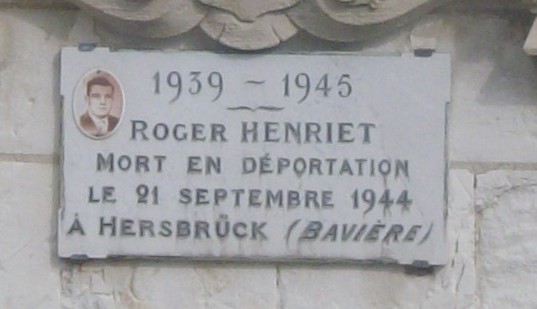 1939 ~ 1945
ROGER HENRIET
MORT EN DÉPORTATION
LE 21 SEPTEMBRE 1944
À HERSBRÜCK (BAVIÈRE)